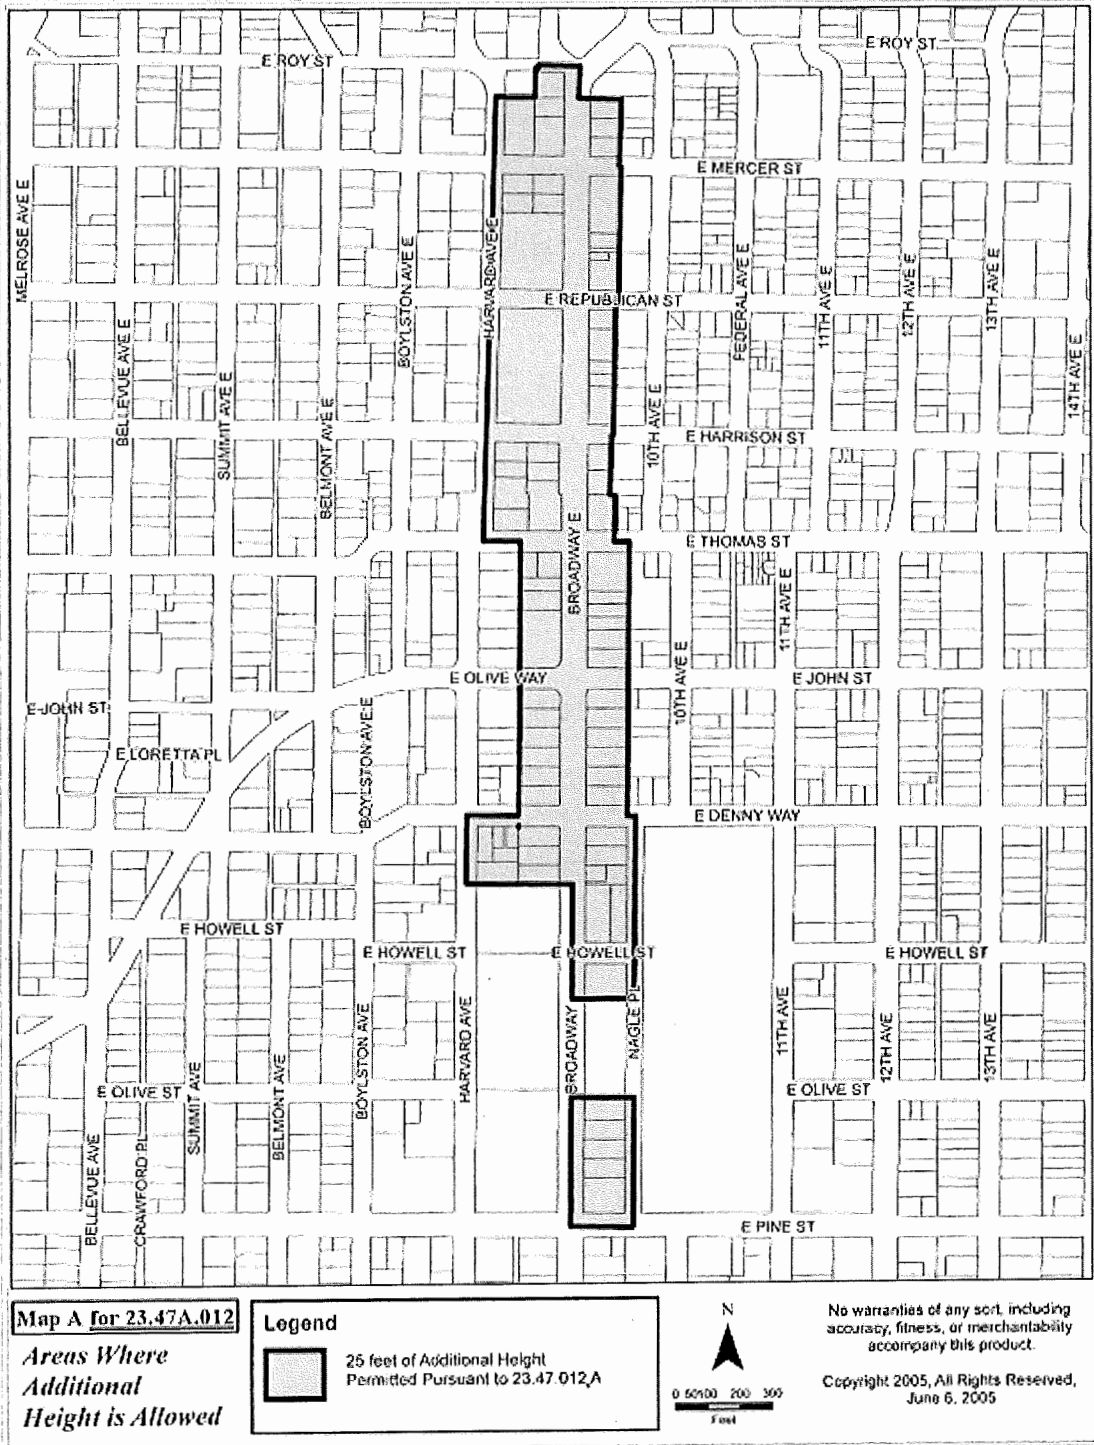 E ROY ST
E ROY ST
E MERCER ST
MELROSE AVE E
HARVARD AVE E
BOYLSTON AVE E
FEDERAL AVE E
11TH AVE E
12TH AVE E
13TH AVE E
E REPUBLICAN ST
BELLEVUE AVE E
SUMMIT AVE E
BELMONT AVE E
10TH AVE E
14TH AVE E
E HARRISON ST
BROADWAY E
E THOMAS ST
11TH AVE E
10TH AVE E
E OLIVE WAY
E JOHN ST
E JOHN ST
E LORETTA PL
BOYLSTON AVE E
E DENNY WAY
E HOWELL ST
E HOWELL ST
E HOWELL ST
E HOWELL ST
HARVARD AVE
BROADWAY
NAGLE PL
11TH AVE
12TH AVE
13TH AVE
BOYLSTON AVE
BELMONT AVE
SUMMIT AVE
E OLIVE ST
E OLIVE ST
BELLEVUE AVE
CRAWFORD PL
E PINE ST
Map A for 23.47A.012
Areas Where
Additional
Height is Allowed
Legend
25 feet of Additional Height
Permitted Pursuant to 23.47.012,A
N
0 50100 200 300
Feet
No warranties of any sort, including
accuracy, fitness, or merchantability
accompany this product.
Copyright 2005, All Rights Reserved,
June 6, 2005